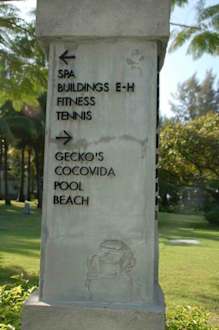 ←
SPA
BUILDINGS E-H
FITNESS
TENNIS
→
GECKO'S
COCOVIDA
POOL
BEACH